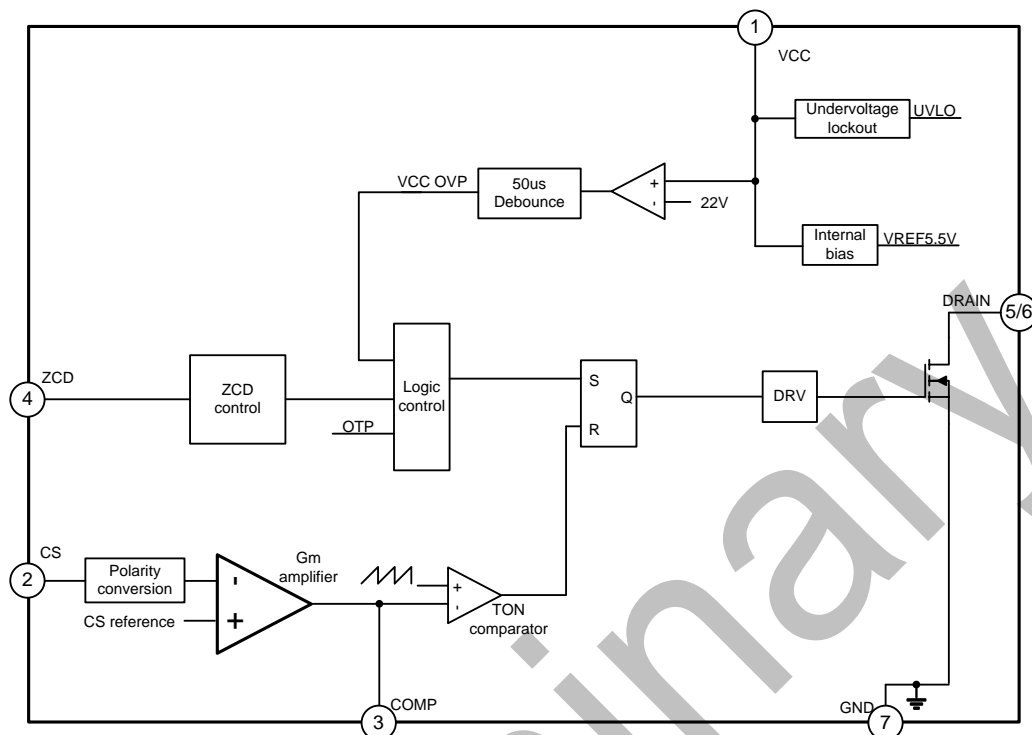 1
VCC
Undervoltage
lockout
UVLO
VCC OVP
50us
Debounce
+
-
22V
Internal
bias
VREF5.5V
DRAIN
5/6
4
ZCD
ZCD
control
Logic
control
OTP
S
R
Q
DRV
2
CS
Polarity
conversion
CS reference
-
+
Gm
amplifier
+
-
TON
comparator
COMP
3
GND
7